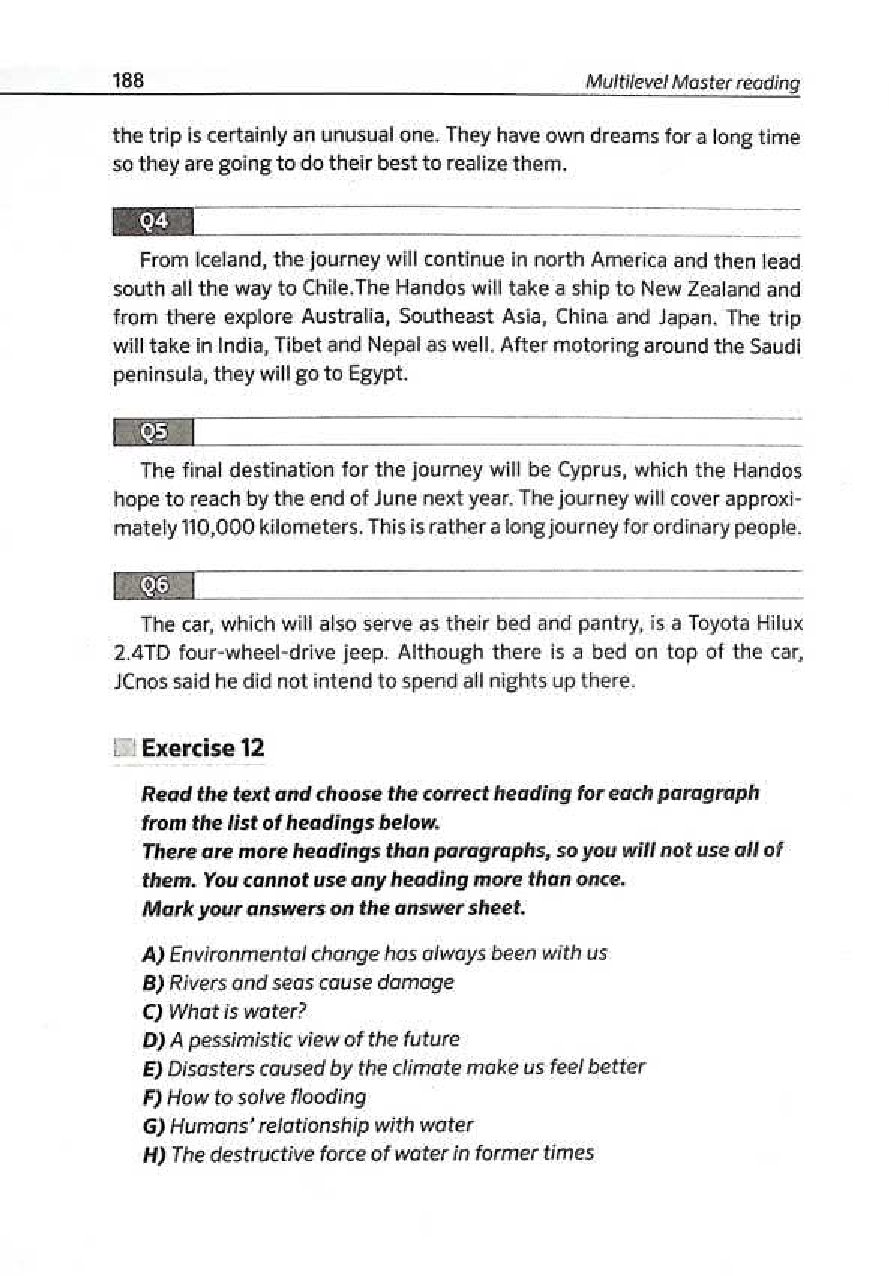 188
Multilevel Master reading
the trip is certainly an unusual one. They have own dreams for a long time
so they are going to do their best to realize them.
Q4
From Iceland, the journey will continue in north America and then lead
south all the way to Chile.The Handos will take a ship to New Zealand and
from there explore Australia, Southeast Asia, China and Japan. The trip
will take in India, Tibet and Nepal as well. After motoring around the Saudi
peninsula, they will go to Egypt.
Q5
The final destination for the journey will be Cyprus, which the Handos
hope to reach by the end of June next year. The journey will cover approxi-
mately 110,000 kilometers. This is rather a long journey for ordinary people.
Q6
The car, which will also serve as their bed and pantry, is a Toyota Hilux
2.4TD four-wheel-drive jeep. Although there is a bed on top of the car,
JCnos said he did not intend to spend all nights up there.
Exercise 12
Read the text and choose the correct heading for each paragraph
from the list of headings below.
There are more headings than paragraphs, so you will not use all of
them. You cannot use any heading more than once.
Mark your answers on the answer sheet.
A) Environmental change has always been with us
B) Rivers and seas cause damage
C) What is water?
D) A pessimistic view of the future
E) Disasters caused by the climate make us feel better
F) How to solve flooding
G) Humans' relationship with water
H) The destructive force of water in former times